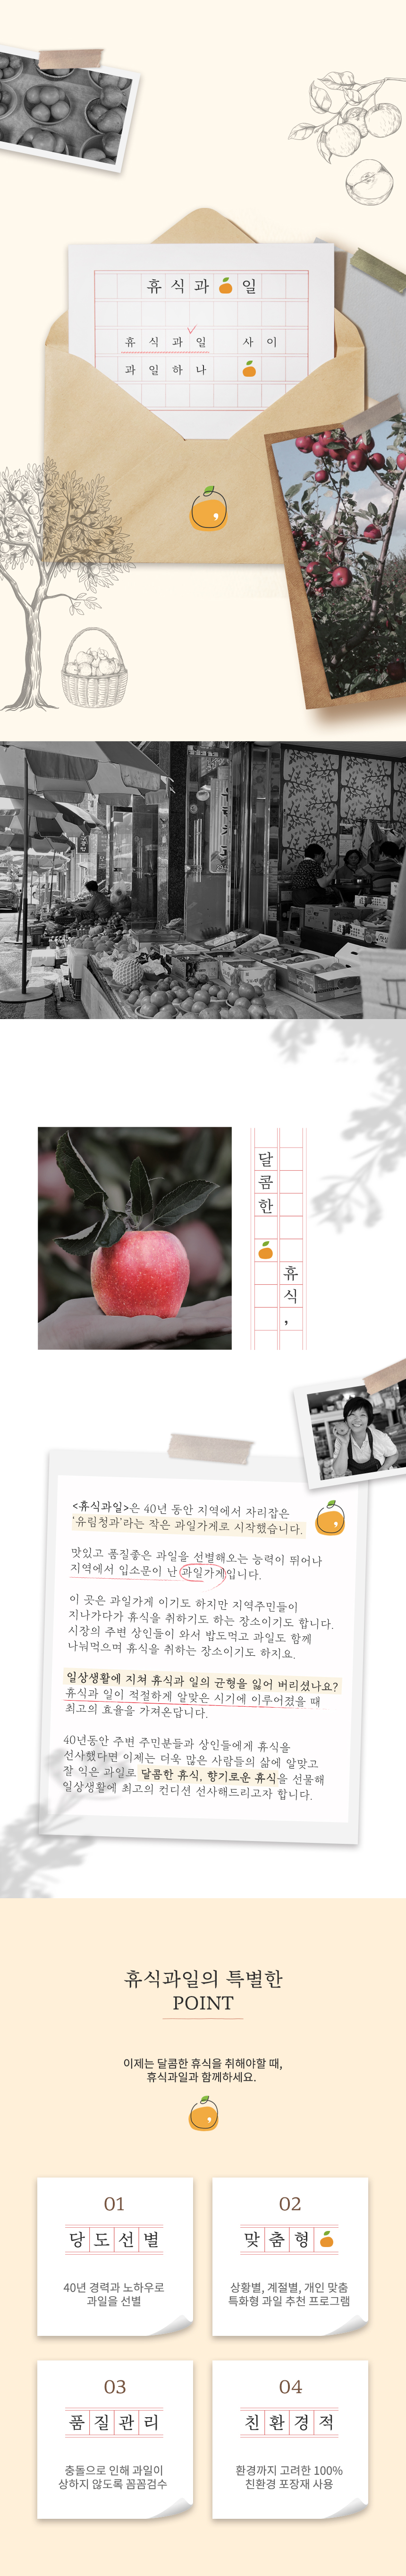 휴식과일
휴식과일 사이
과일하나
달콤한
휴식,
<휴식과일>은 40년 동안 지역에서 자리잡은
'유림청과'라는 작은 과일가게로 시작했습니다.
맛있고 품질좋은 과일을 선별해오는 능력이 뛰어나
지역에서 입소문이 난 과일가게입니다.
이 곳은 과일가게 이기도 하지만 지역주민들이
지나가다가 휴식을 취하기도 하는 장소이기도 합니다.
시장의 주변 상인들이 와서 밥도먹고 과일도 함께
나눠먹으며 휴식을 취하는 장소이기도 하지요.
일상생활에 지쳐 휴식과 일의 균형을 잃어 버리셨나요?
휴식과 일이 적절하게 알맞은 시기에 이루어졌을 때
최고의 효율을 가져온답니다.
40년동안 주변 주민분들과 상인들에게 휴식을
선사했다면 이제는 더욱 많은 사람들의 삶에 알맞고
잘 익은 과일로 달콤한 휴식, 향기로운 휴식을 선물해
일상생활에 최고의 컨디션 선사해드리고자 합니다.
휴식과일의 특별한
POINT
이제는 달콤한 휴식을 취해야할 때,
휴식과일과 함께하세요.
01
당도선별
40년 경력과 노하우로
과일을 선별
02
맞춤형
상황별, 계절별, 개인 맞춤
특화형 과일 추천 프로그램
03
품질관리
충돌으로 인해 과일이
상하지 않도록 꼼꼼검수
04
친환경적
환경까지 고려한 100%
친환경 포장재 사용